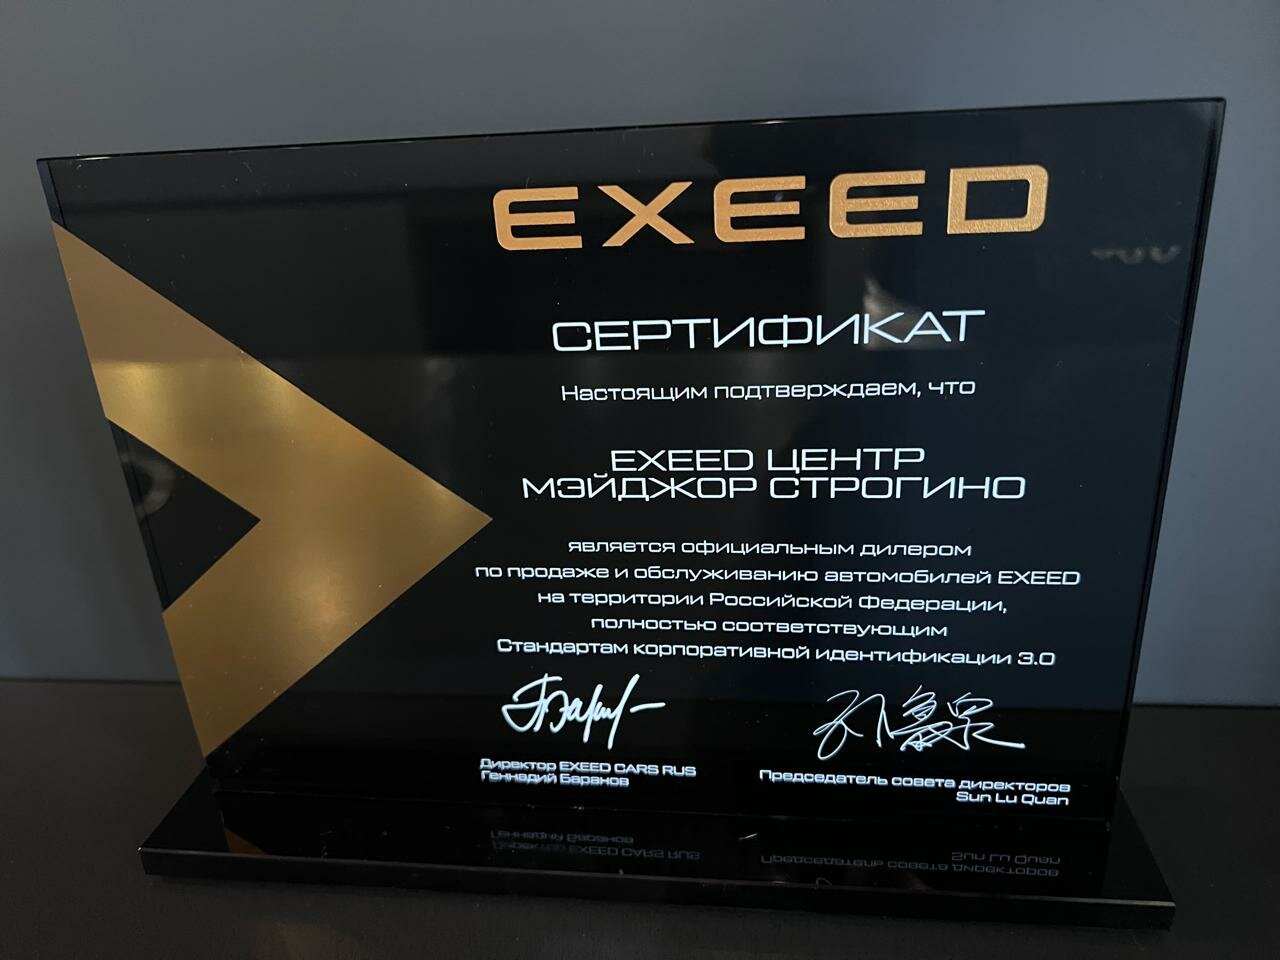 EXEED
СЕРТИФИКАТ
Настоящим подтверждаем, что
EXEED ЦЕНТР
МЭЙДЖОР СТРОГИНО
является официальным дилером
по продаже и обслуживанию автомобилей EXEED
на территории Российской Федерации,
полностью соответствующим
Стандартам корпоративной идентификации 3.0
Директор EXEED CARS RUS
Геннадий Баранов
Председатель совета директоров
Sun Lu Quan